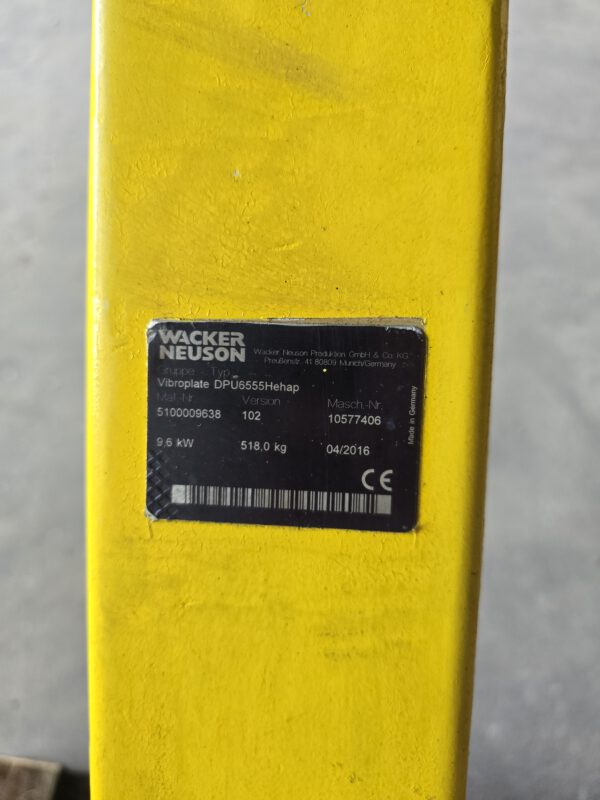 WACKER
NEUSON
Wacker Neuson Produktion GmbH & Co. KG
Preußenstr. 41 80809 Munich/Germany
Gruppe Typ
Vibroplate DPU6555Hehap
Mat.-Nr. Version Masch.-Nr.
5100009638 102 10577406
9,6 kW 518,0 kg 04/2016
Made in Germany
CE